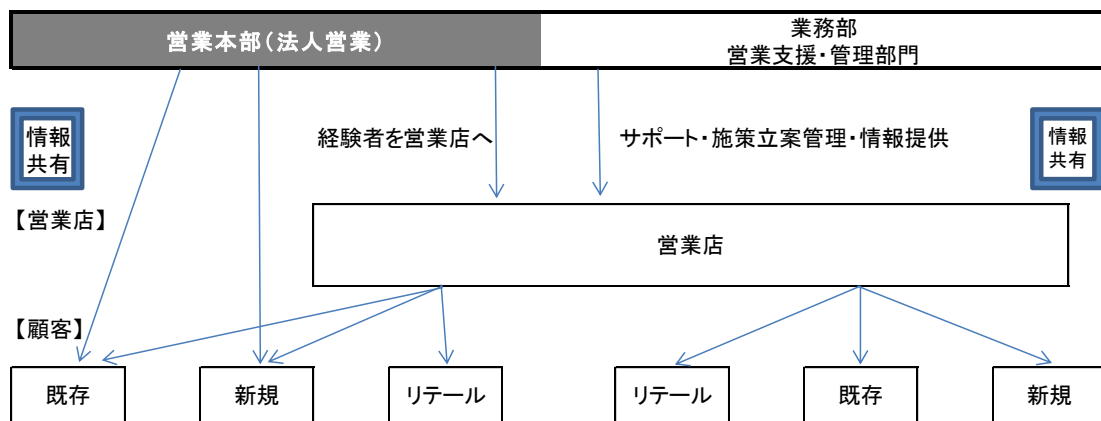 営業本部(法人営業)
業務部
営業支援・管理部門
情報
共有
経験者を営業店へ
サポート・施策立案管理・情報提供
情報
共有
【営業店】
営業店
【顧客】
既存
新規
リテール
リテール
既存
新規